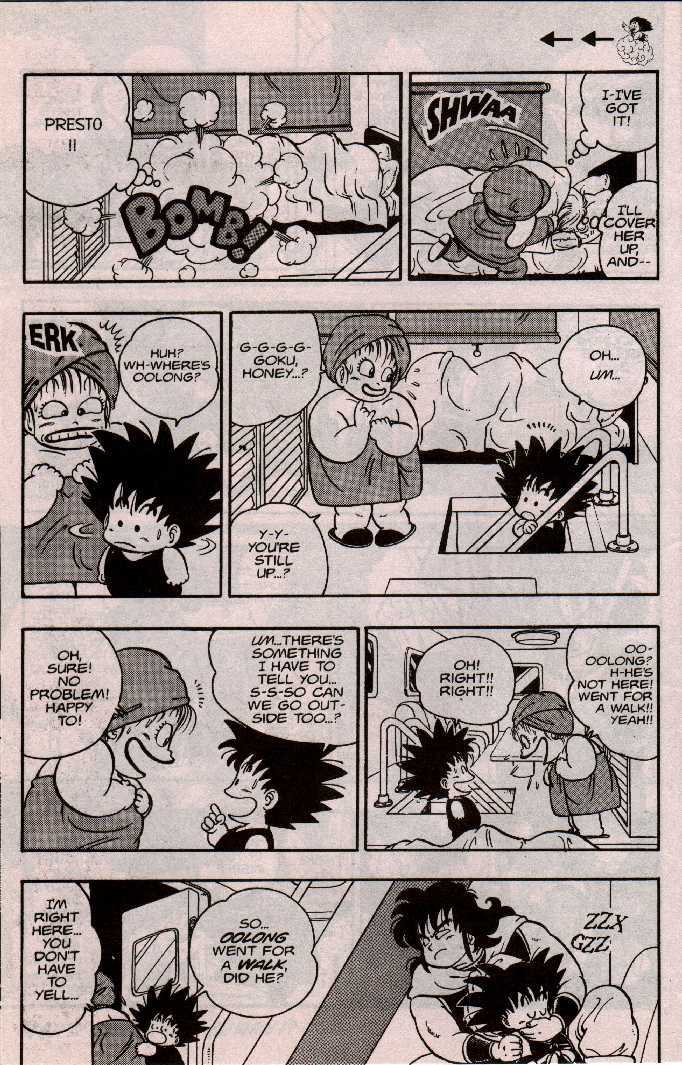 I-I'VE
GOT
IT!
SHWAA
I'LL
COVER
HER
UP,
AND--
PRESTO
!!
BOMB!
OH...
UM...
G-G-G-G-
GOKU,
HONEY...?
Y-Y-
YOU'RE
STILL
UP...?
HUH?
WH-WHERE'S
OOLONG?
ERK
OO-
OOLONG?
H-HE'S
NOT HERE!
WENT FOR
A WALK!!
YEAH!!
OH!
RIGHT!!
RIGHT!!
UM...THERE'S
SOMETHING
I HAVE TO
TELL YOU...
S-S-SO CAN
WE GO OUT-
SIDE TOO...?
OH,
SURE!
NO
PROBLEM!
HAPPY
TO!
ZZX
GZZ
SO...
OOLONG
WENT FOR
A WALK,
DID HE?
I'M
RIGHT
HERE...
YOU
DON'T
HAVE
TO
YELL...